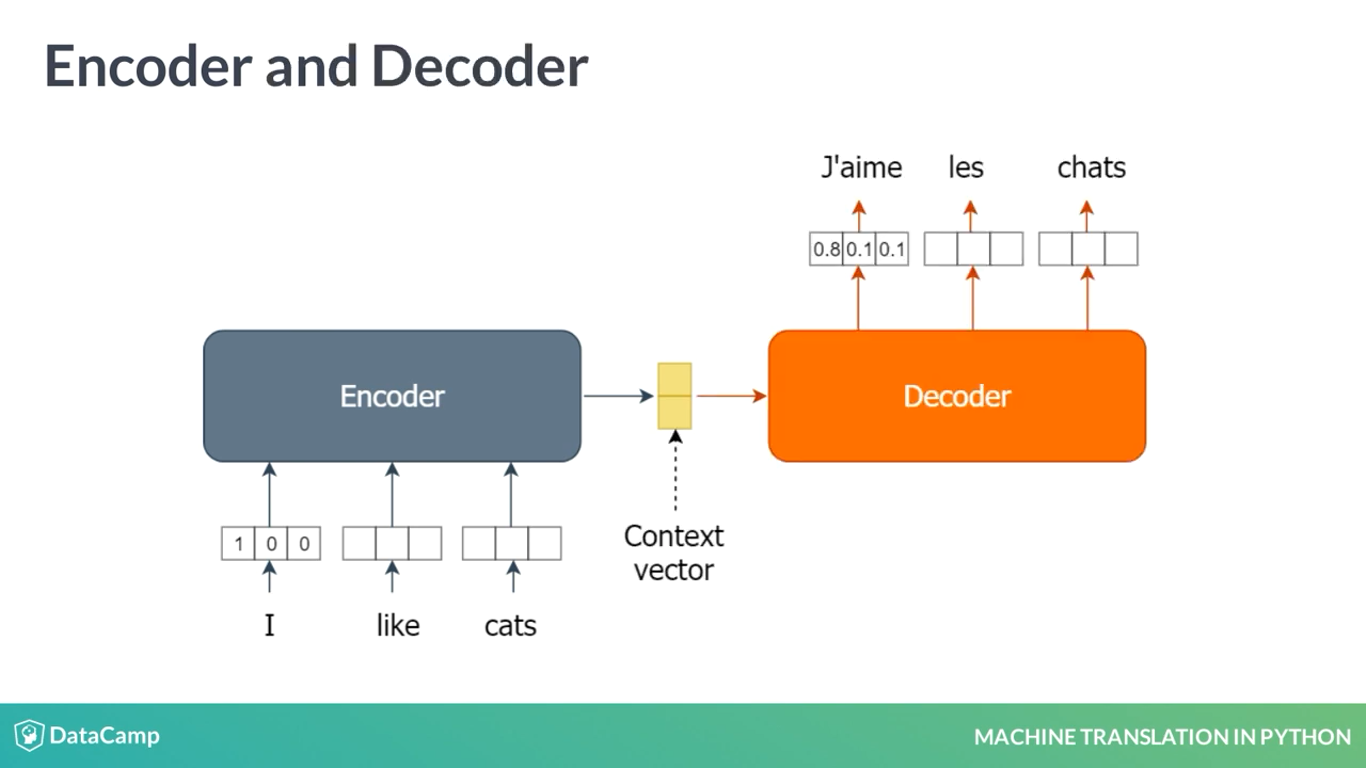 Encoder and Decoder
J'aime les chats
0.8 0.1 0.1
Encoder
Decoder
1 0 0
Context
vector
I like cats
DataCamp
MACHINE TRANSLATION IN PYTHON